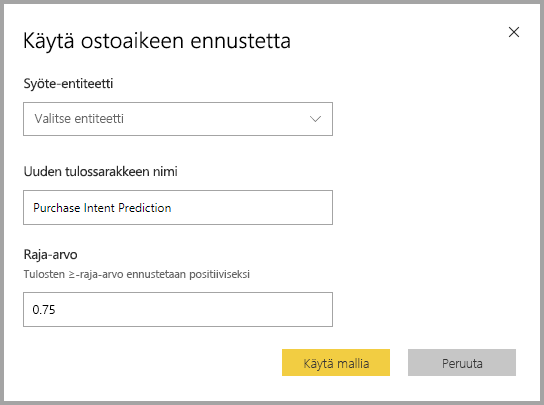 Käytä ostoaikeen ennustetta
Syöte-entiteetti
Valitse entiteetti
Uuden tulossarakkeen nimi
Purchase Intent Prediction
Raja-arvo
Tulosten ≥-raja-arvo ennustetaan positiiviseksi
0.75
Käytä mallia
Peruuta